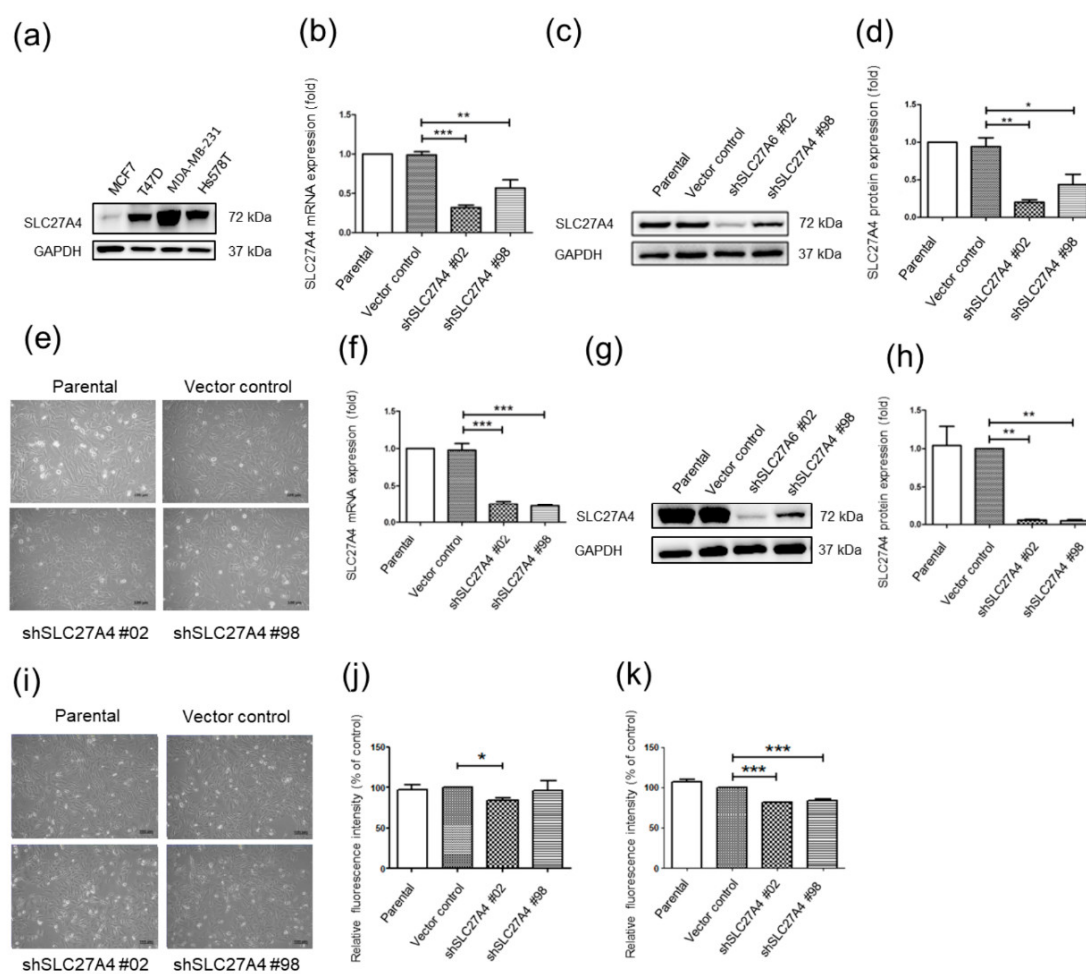 (a)
MCF7
T47D
MDA-MB-231
Hs578T
SLC27A4
72 kDa
GAPDH
37 kDa
(b)
SLC27A4 mRNA expression (fold)
1.5
1.0
0.5
0.0
**
***
Parental
Vector control
shSLC27A4 #02
shSLC27A4 #98
(c)
Parental
Vector control
shSLC27A6 #02
shSLC27A4 #98
SLC27A4
72 kDa
GAPDH
37 kDa
(d)
SLC27A4 protein expression (fold)
1.5
1.0
0.5
0.0
*
**
Parental
Vector control
shSLC27A4 #02
shSLC27A4 #98
(e)
Parental
Vector control
shSLC27A4 #02
shSLC27A4 #98
(f)
SLC27A4 mRNA expression (fold)
1.5
1.0
0.5
0.0
***
***
Parental
Vector control
shSLC27A4 #02
shSLC27A4 #98
(g)
Parental
Vector control
shSLC27A6 #02
shSLC27A4 #98
SLC27A4
72 kDa
GAPDH
37 kDa
(h)
SLC27A4 protein expression (fold)
1.5
1.0
0.5
0.0
**
**
Parental
Vector control
shSLC27A4 #02
shSLC27A4 #98
(i)
Parental
Vector control
shSLC27A4 #02
shSLC27A4 #98
(j)
Relative fluorescence intensity (% of control)
150
100
50
0
*
Parental
Vector control
shSLC27A4 #02
shSLC27A4 #98
(k)
Relative fluorescence intensity (% of control)
150
100
50
0
***
***
Parental
Vector control
shSLC27A4 #02
shSLC27A4 #98